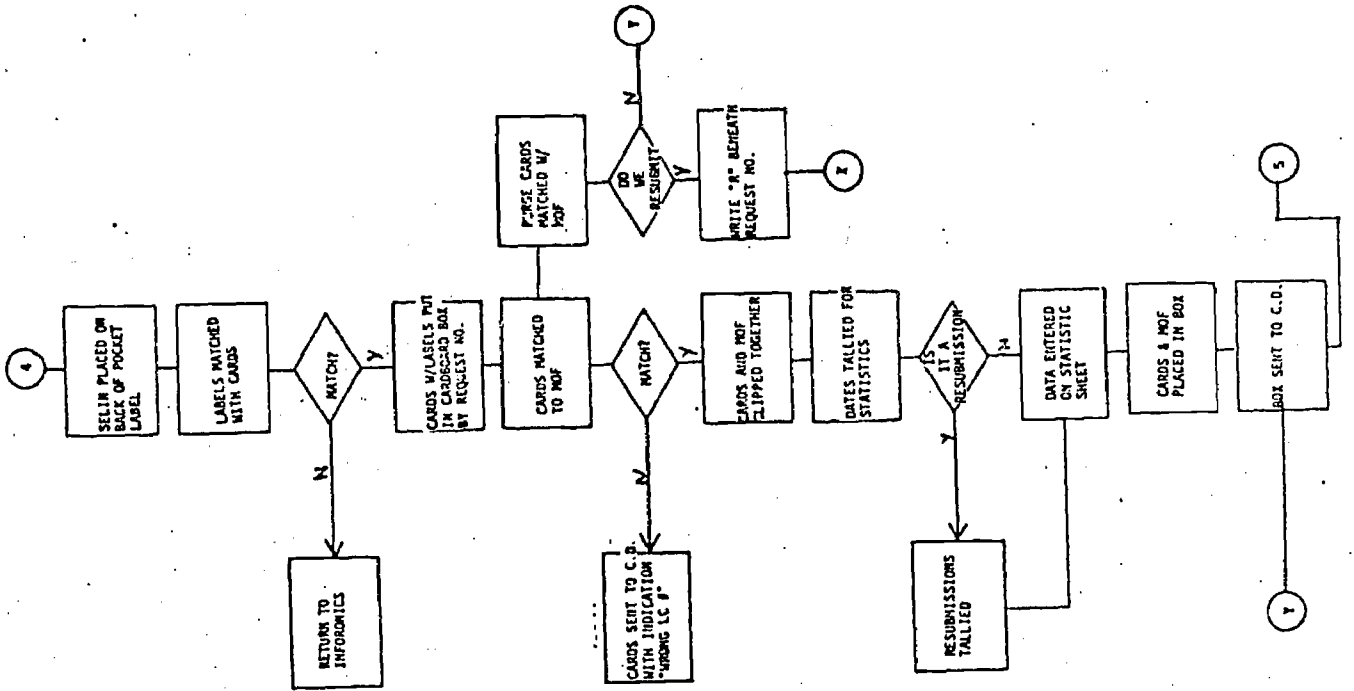 4
SELIN PLACED ON
BACK OF POCKET
LABEL
LABELS MATCHED
WITH CARDS
MATCH?
N
Y
RETURN TO
INFORONICS
CARDS W/LABELS PUT
IN CARDBOARD BOX
BY REQUEST NO.
CARDS MATCHED
TO MOF
PURGE CARDS
MATCHED W/
MOF
DO
WE
RESUBMIT
N
Y
Y
WRITE "R" BENEATH
REQUEST NO.
X
MATCH?
N
Y
CARDS SENT TO C.D.
WITH INDICATION
"WRONG LC #"
CARDS AND MOF
CLIPPED TOGETHER
DATES TALLIED FOR
STATISTICS
IS
IT A
RESUBMISSION
Y
N
RESUBMISSIONS
TALLIED
DATA ENTERED
ON STATISTIC
SHEET
CARDS & MOF
PLACED IN BOX
BOX SENT TO C.D.
Y
5